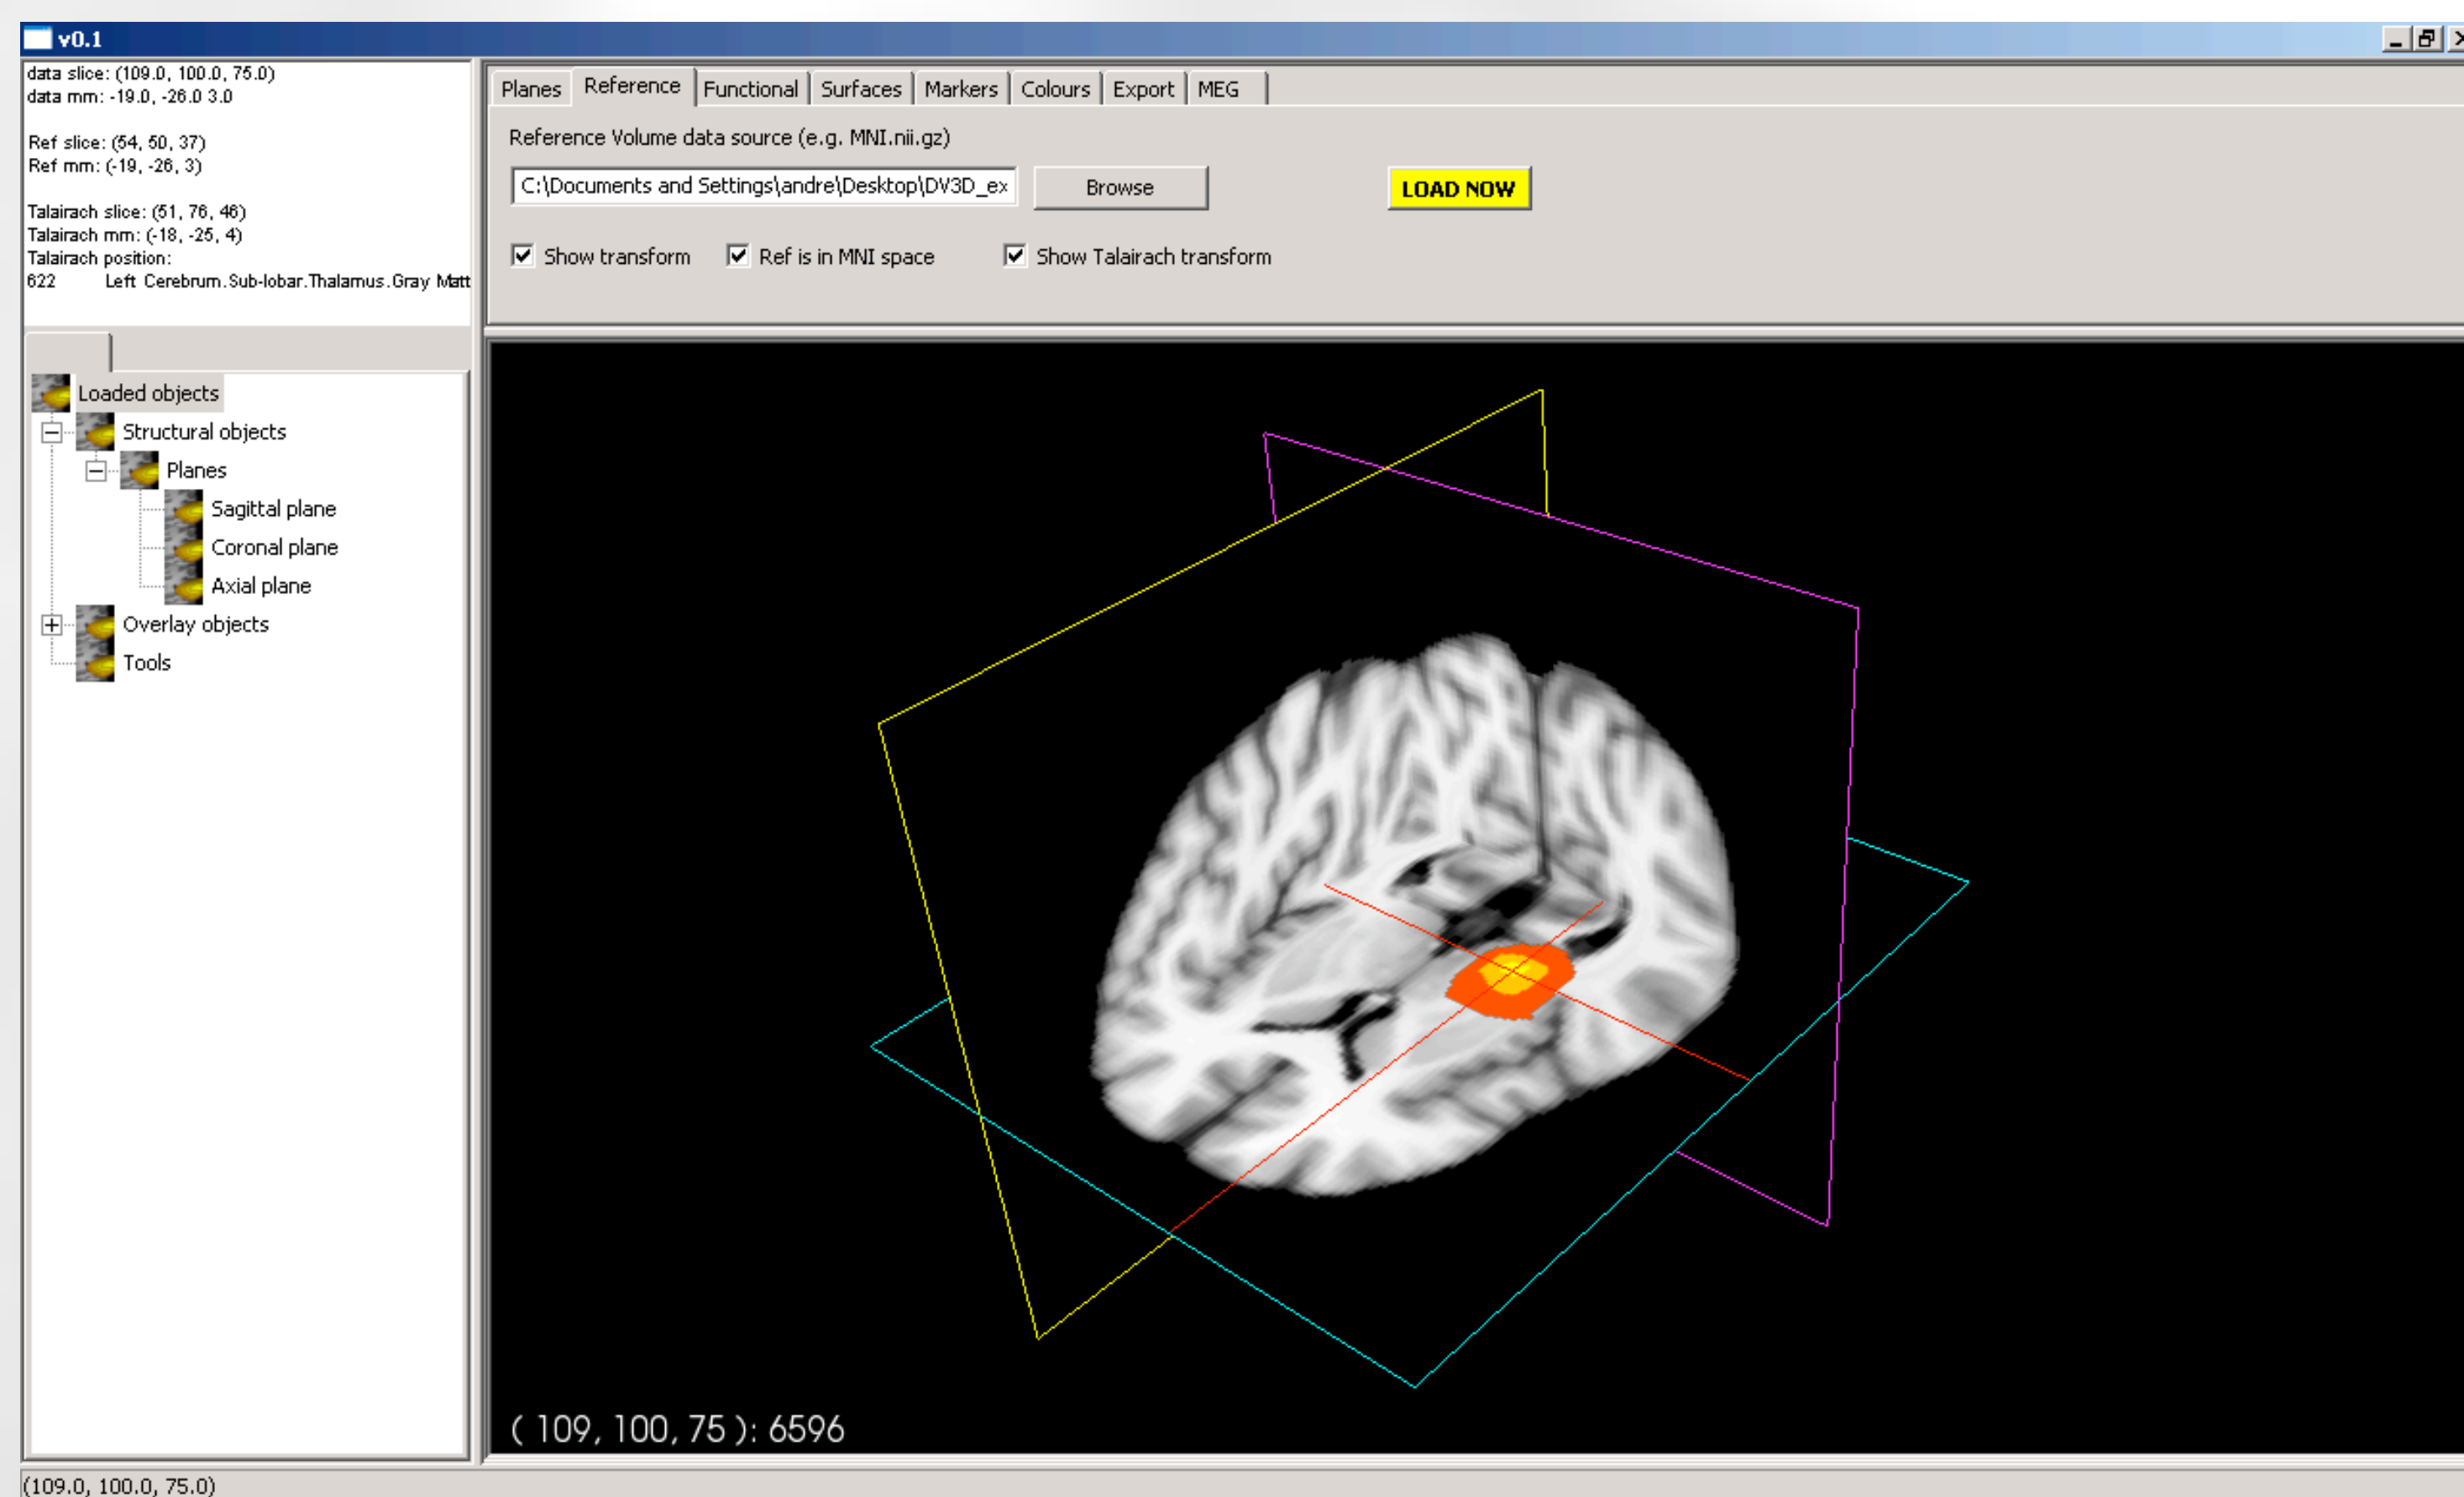 v0.1
data slice: (109.0, 100.0, 75.0)
data mm: -19.0, -26.0 3.0
Ref slice: (54, 50, 37)
Ref mm: (-19, -26, 3)
Talairach slice: (51, 76, 46)
Talairach mm: (-18, -25, 4)
Talairach position:
622 Left Cerebrum.Sub-lobar.Thalamus.Gray Matt
Planes Reference Functional Surfaces Markers Colours Export MEG
Reference Volume data source (e.g. MNI.nii.gz)
C:\Documents and Settings\andre\Desktop\DV3D_ex Browse LOAD NOW
Show transform Ref is in MNI space Show Talairach transform
Loaded objects
Structural objects
Planes
Sagittal plane
Coronal plane
Axial plane
Overlay objects
Tools
( 109, 100, 75 ): 6596
(109.0, 100.0, 75.0)